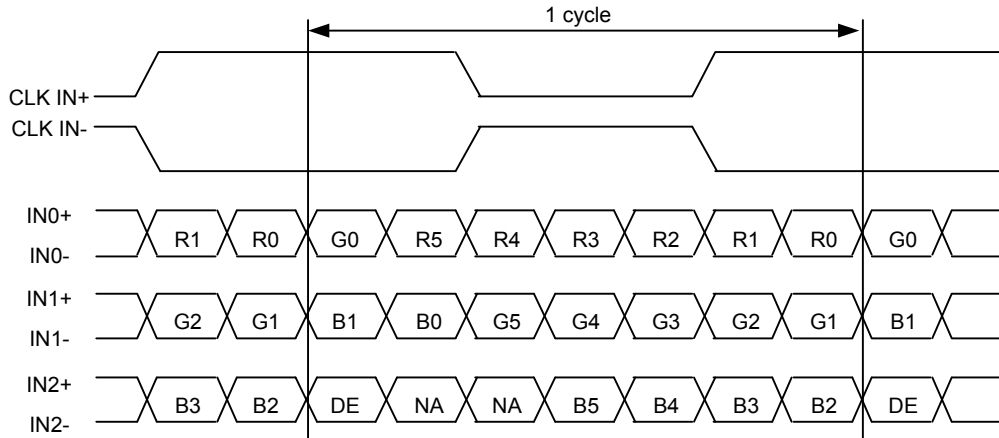 1 cycle
CLK IN+
CLK IN-
IN0+
R1 R0 G0 R5 R4 R3 R2 R1 R0 G0
IN0-
IN1+
G2 G1 B1 B0 G5 G4 G3 G2 G1 B1
IN1-
IN2+
B3 B2 DE NA NA B5 B4 B3 B2 DE
IN2-